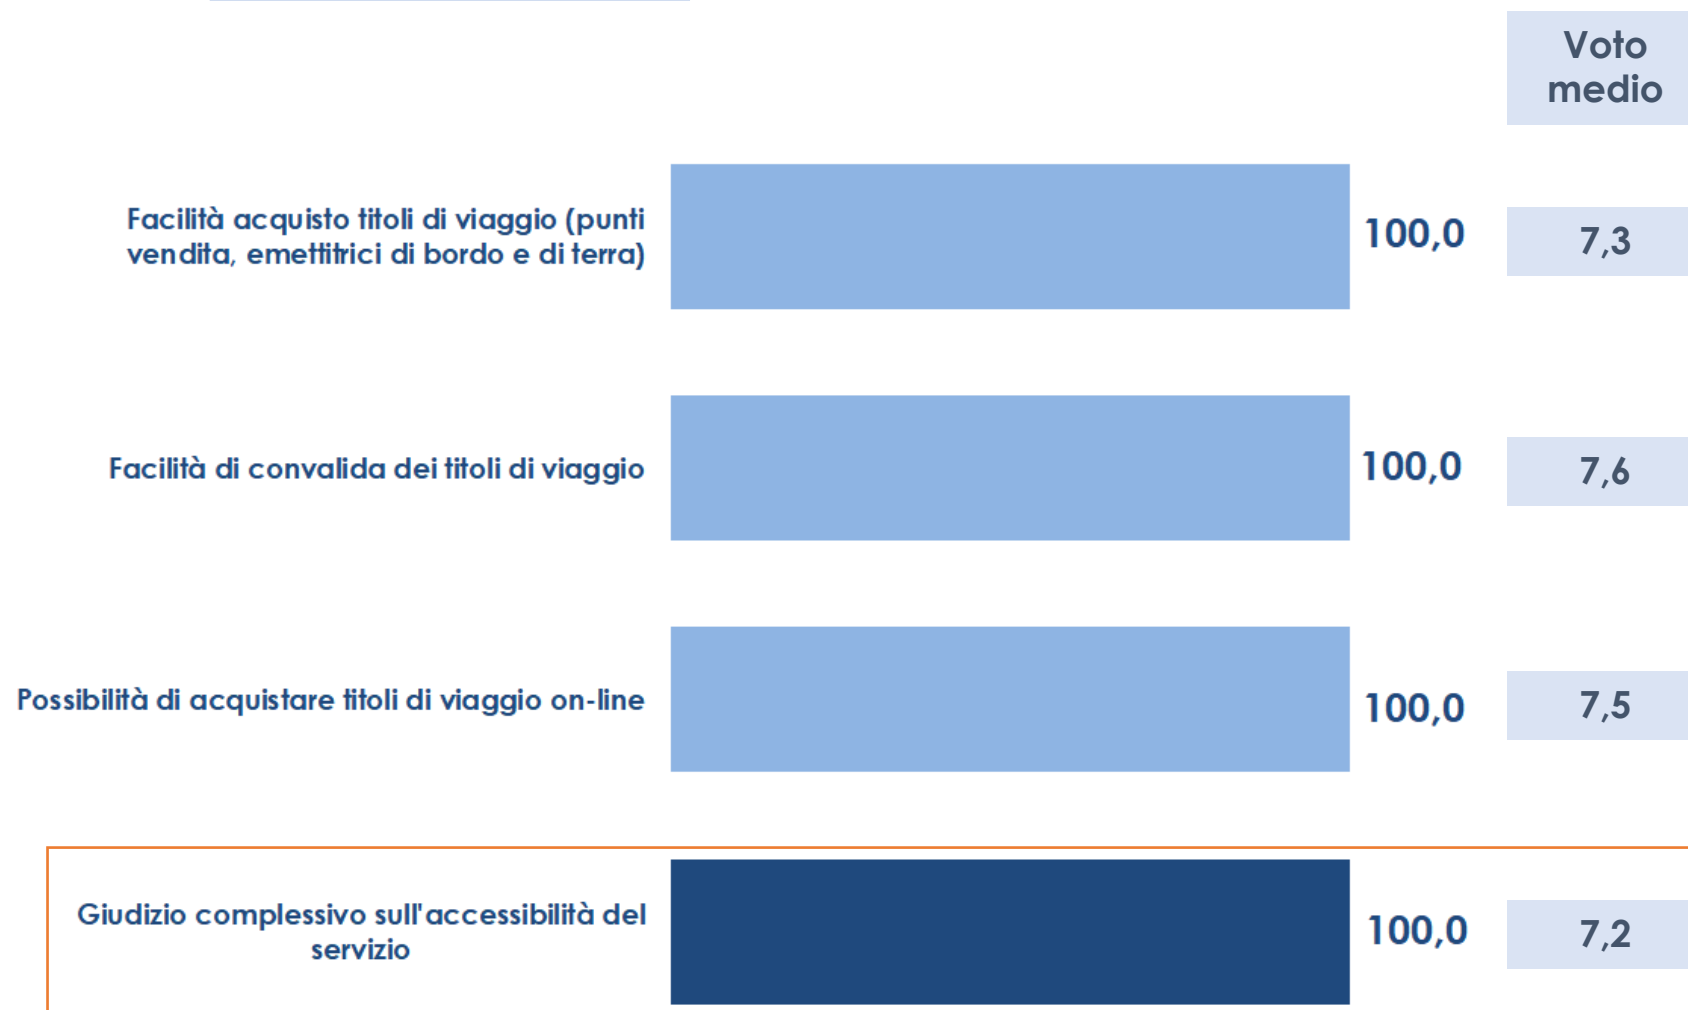 Voto
medio
Facilità acquisto titoli di viaggio (punti
vendita, emettitrici di bordo e di terra)
100,0
7,3
Facilità di convalida dei titoli di viaggio
100,0
7,6
Possibilità di acquistare titoli di viaggio on-line
100,0
7,5
Giudizio complessivo sull'accessibilità del
servizio
100,0
7,2